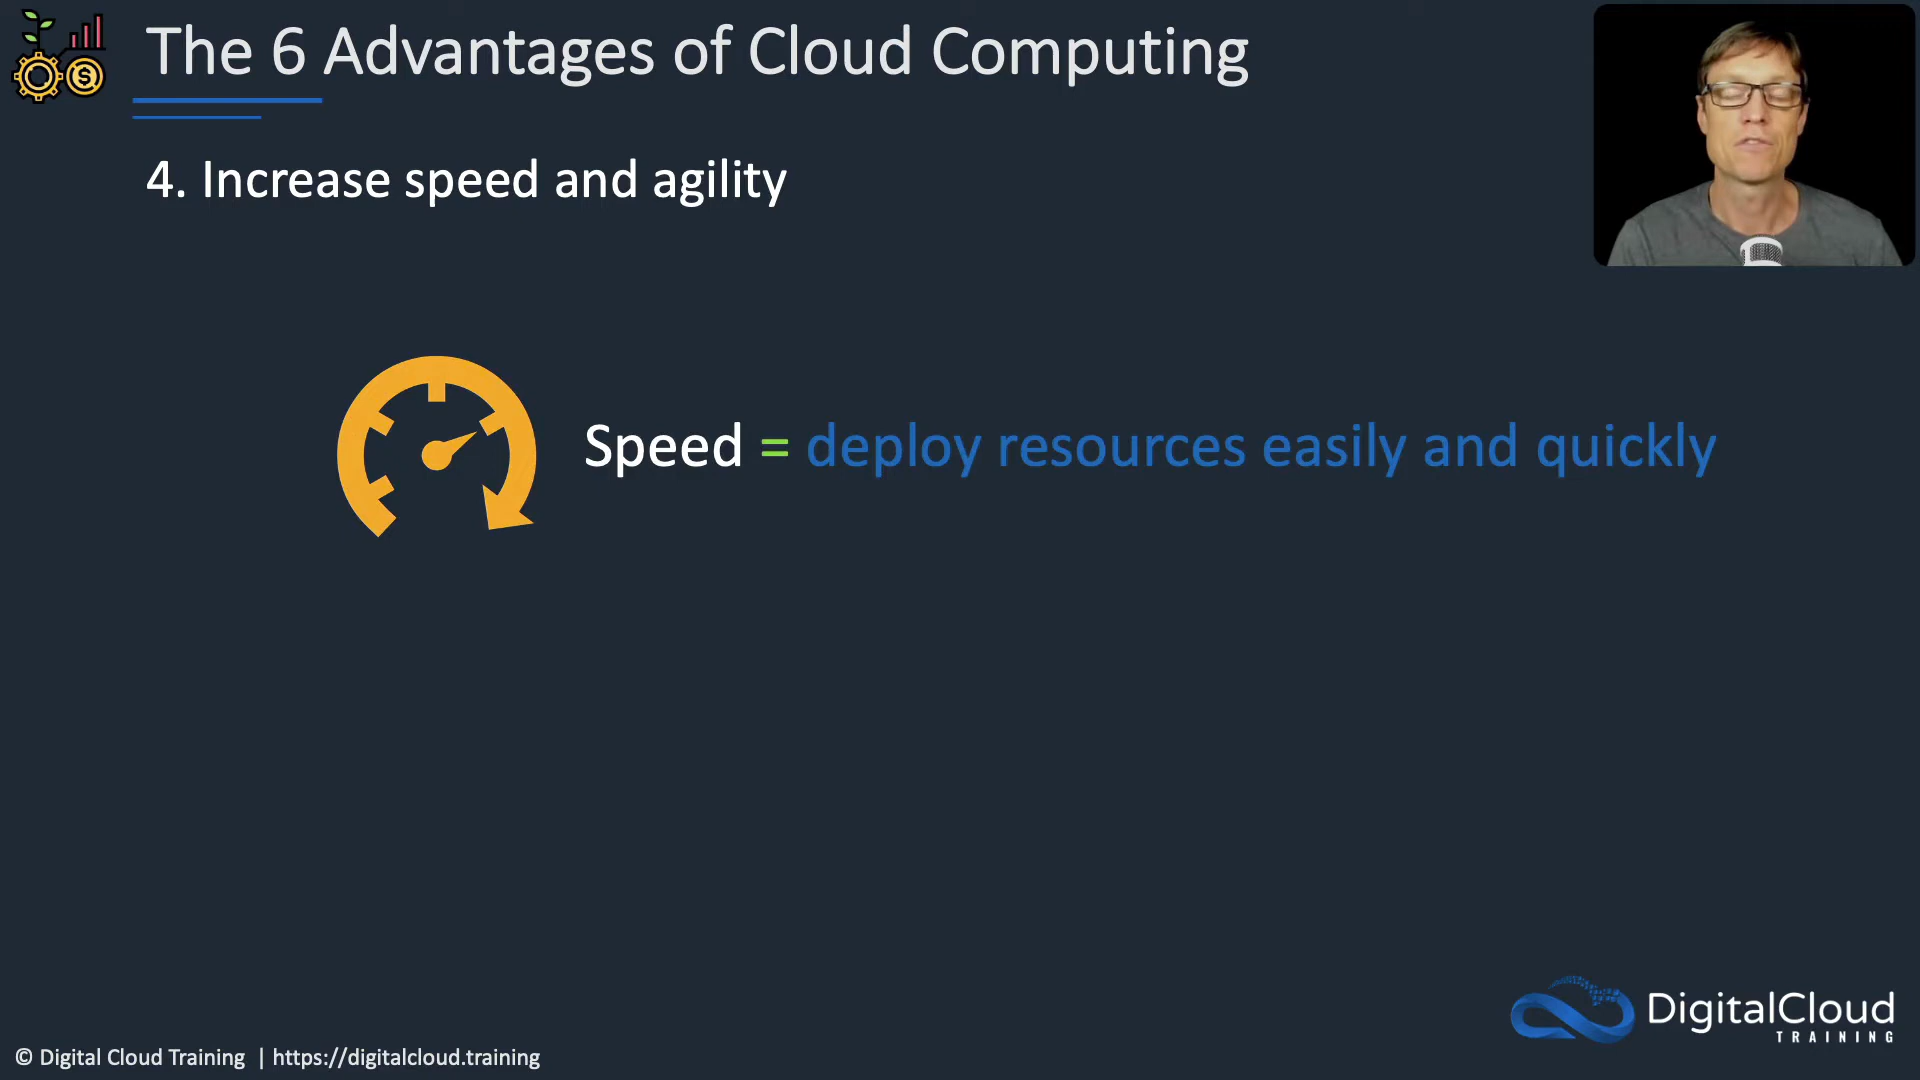 The 6 Advantages of Cloud Computing
4. Increase speed and agility
Speed = deploy resources easily and quickly
DigitalCloud
TRAINING
© Digital Cloud Training | https://digitalcloud.training